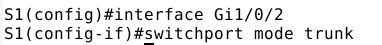 S1(config)#interface Gi1/0/2
S1(config-if)#switchport mode trunk